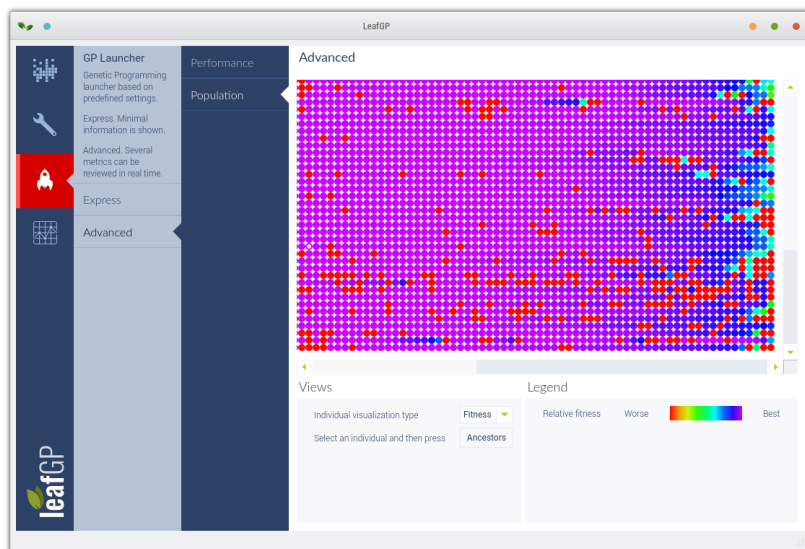 LeafGP
GP Launcher
Genetic Programming
launcher based on
predefined settings.
Express. Minimal
information is shown.
Advanced. Several
metrics can be
reviewed in real time.
Express
Advanced
Performance
Population
Advanced
Views
Individual visualization type
Fitness
Select an individual and then press
Ancestors
Legend
Relative fitness
Worse
Best
leafGP